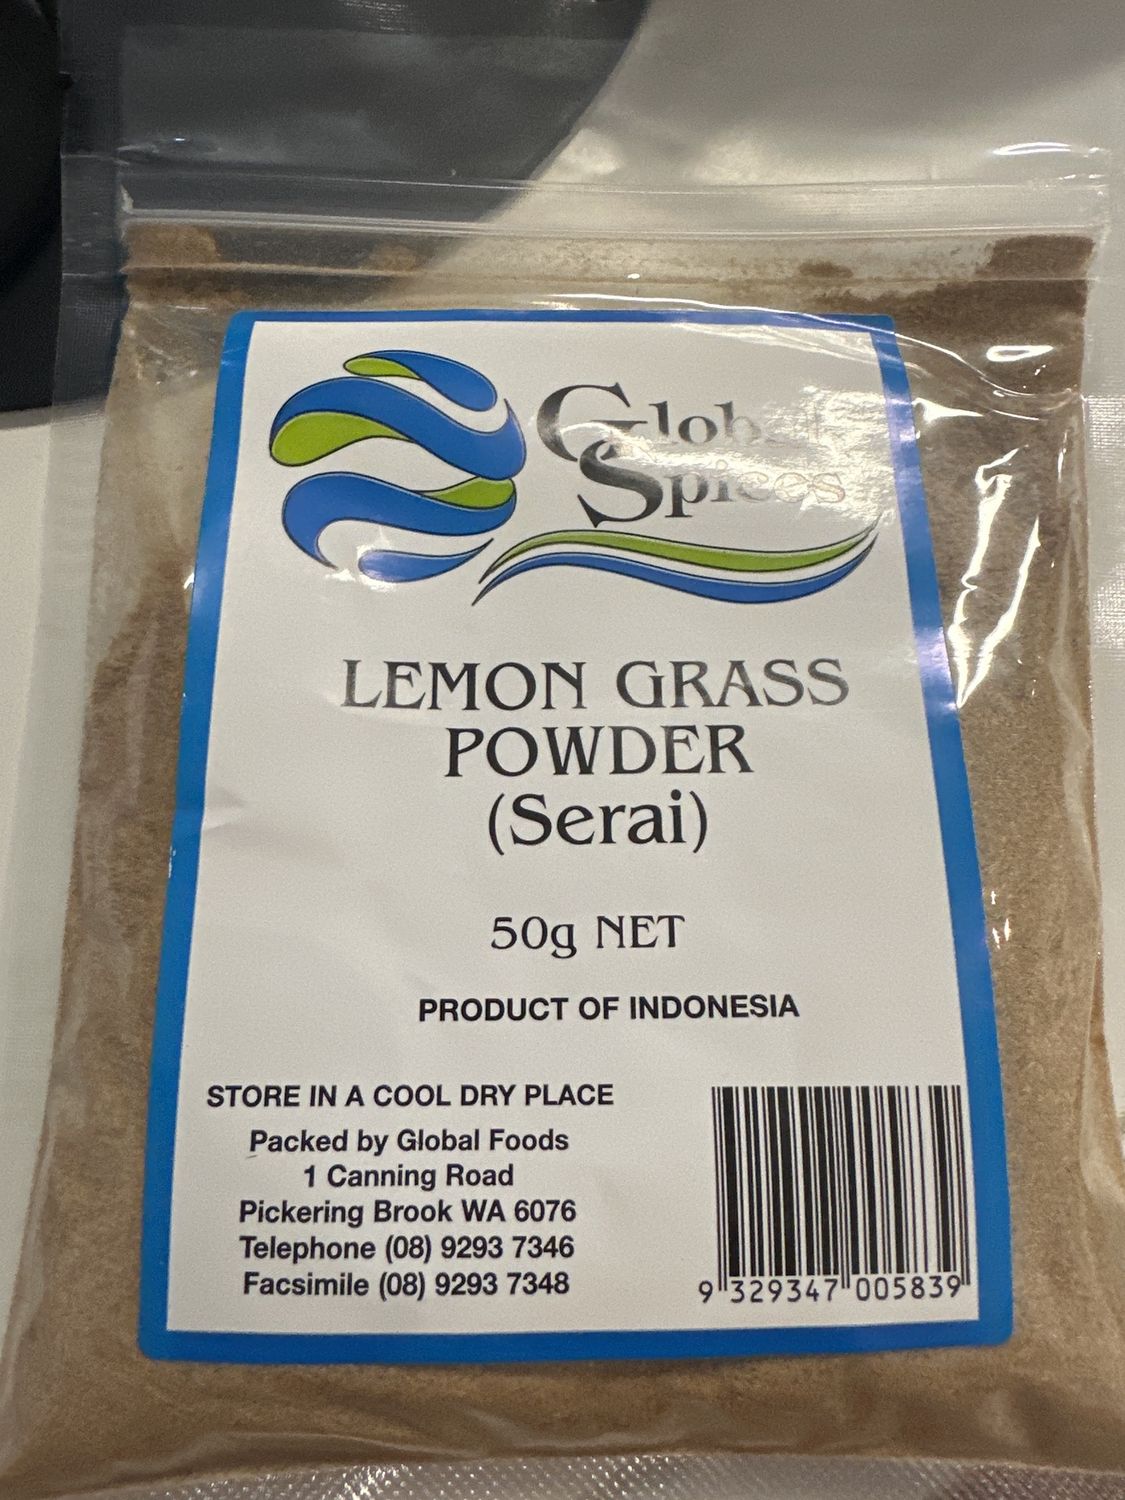 Global
Spices
LEMON GRASS
POWDER
(Serai)
50g NET
PRODUCT OF INDONESIA
STORE IN A COOL DRY PLACE
Packed by Global Foods
1 Canning Road
Pickering Brook WA 6076
Telephone (08) 9293 7346
Facsimile (08) 9293 7348
9 329347 005839